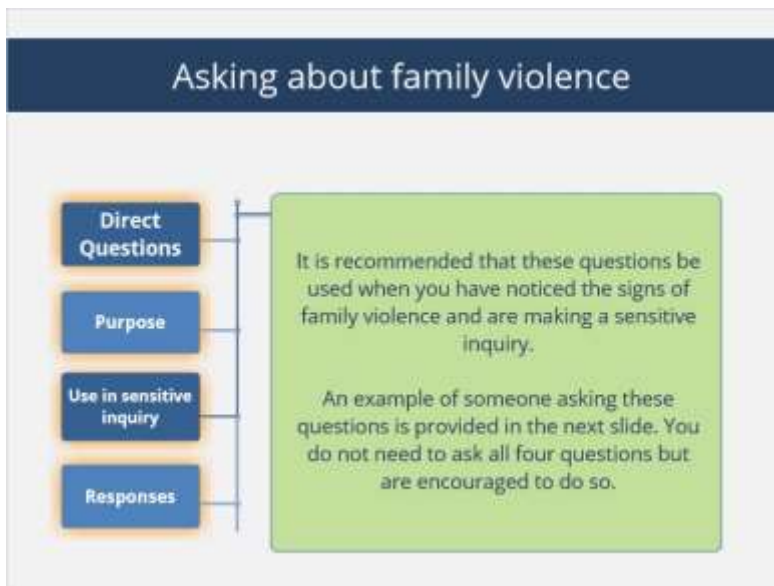 Asking about family violence
Direct
Questions
Purpose
Use in sensitive
inquiry
Responses
It is recommended that these questions be
used when you have noticed the signs of
family violence and are making a sensitive
inquiry.
An example of someone asking these
questions is provided in the next slide. You
do not need to ask all four questions but
are encouraged to do so.